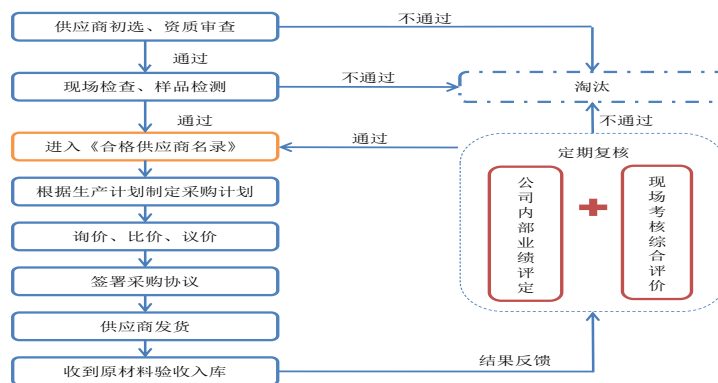 供应商初选、资质审查
不通过
通过
现场检查、样品检测
不通过
淘汰
通过
不通过
进入《合格供应商名录》
通过
定期复核
根据生产计划制定采购计划
公司内部业绩评定
现场考核综合评价
询价、比价、议价
签署采购协议
供应商发货
收到原材料验收入库
结果反馈